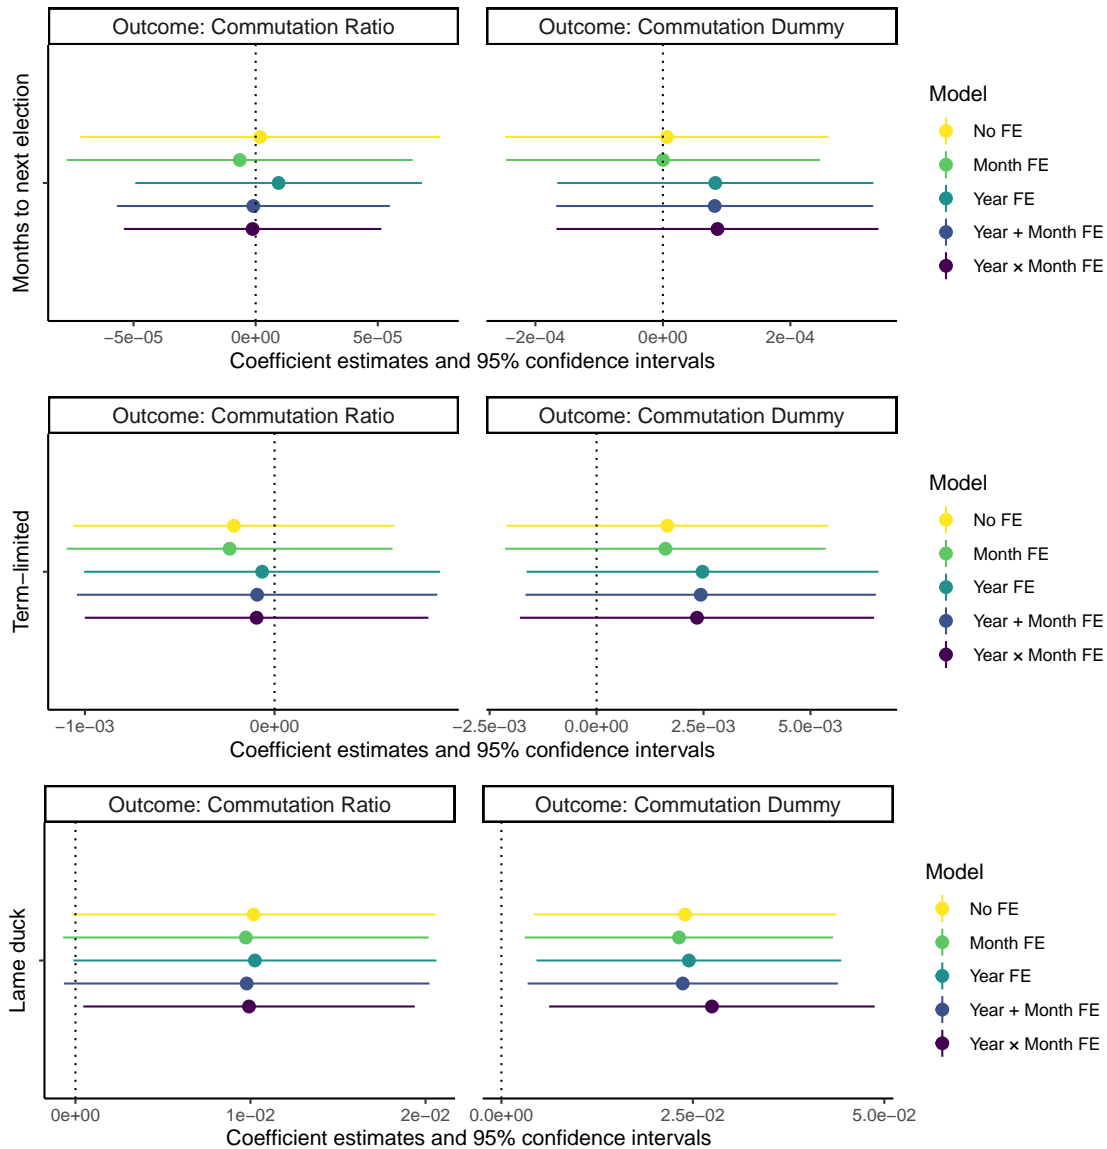 Outcome: Commutation Ratio
Outcome: Commutation Dummy
Months to next election
−5e−05 0e+00 5e−05
−2e−04 0e+00 2e−04
Coefficient estimates and 95% confidence intervals
Model
No FE
Month FE
Year FE
Year + Month FE
Year × Month FE
Outcome: Commutation Ratio
Outcome: Commutation Dummy
Term−limited
−1e−03 0e+00
−2.5e−03 0.0e+00 2.5e−03 5.0e−03
Coefficient estimates and 95% confidence intervals
Model
No FE
Month FE
Year FE
Year + Month FE
Year × Month FE
Outcome: Commutation Ratio
Outcome: Commutation Dummy
Lame duck
0e+00 1e−02 2e−02
0.0e+00 2.5e−02 5.0e−02
Coefficient estimates and 95% confidence intervals
Model
No FE
Month FE
Year FE
Year + Month FE
Year × Month FE